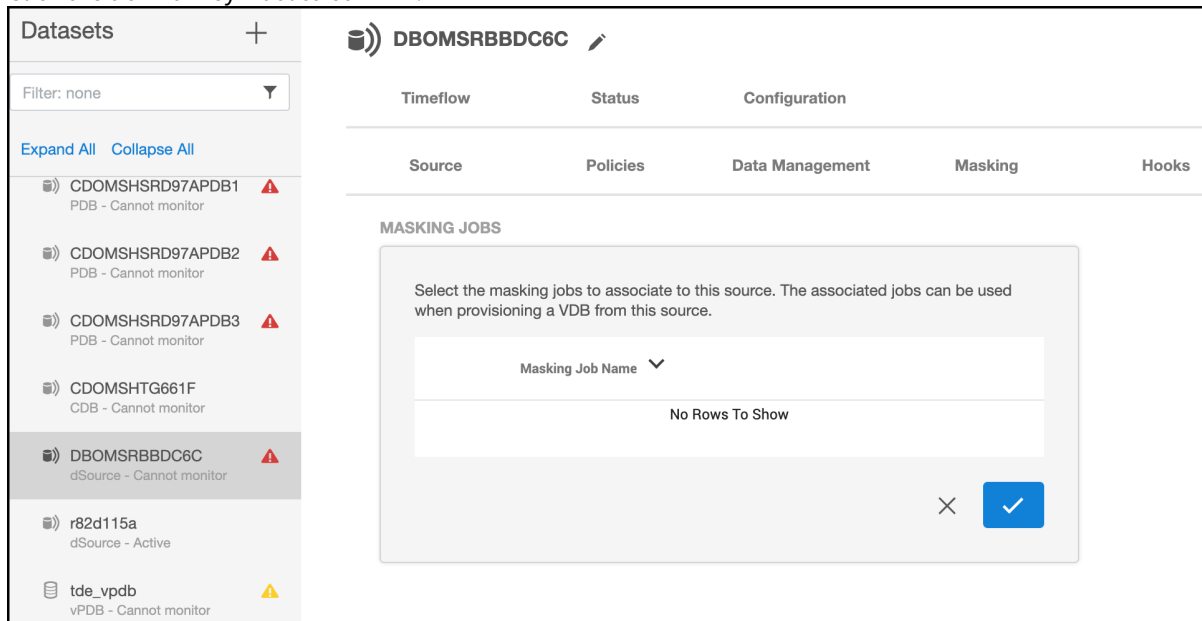 Datasets
Filter: none
Expand All Collapse All
CDOMSHSRD97APDB1
PDB - Cannot monitor
CDOMSHSRD97APDB2
PDB - Cannot monitor
CDOMSHSRD97APDB3
PDB - Cannot monitor
CDOMSHTG661F
CDB - Cannot monitor
DBOMSRBBDC6C
dSource - Cannot monitor
r82d115a
dSource - Active
tde_vpdb
vPDB - Cannot monitor
DBOMSRBBDC6C
Timeflow Status Configuration
Source Policies Data Management Masking Hooks
MASKING JOBS
Select the masking jobs to associate to this source. The associated jobs can be used
when provisioning a VDB from this source.
Masking Job Name
No Rows To Show